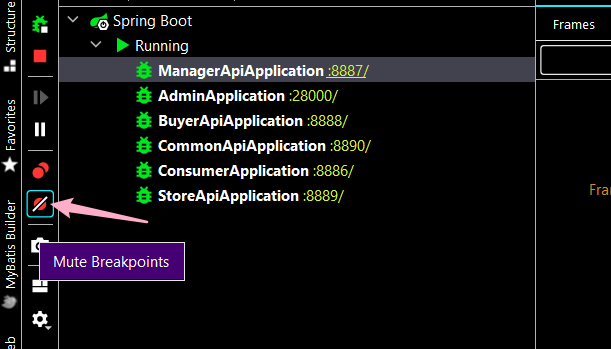 Structure
Favorites
MyBatis Builder
eb
Spring Boot
Running
ManagerApiApplication :8887/
AdminApplication :28000/
BuyerApiApplication :8888/
CommonApiApplication :8890/
ConsumerApplication :8886/
StoreApiApplication :8889/
Mute Breakpoints
Frames
Fra